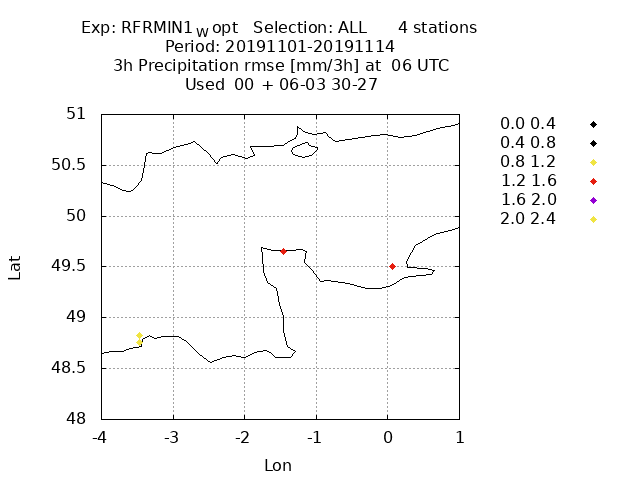 Exp: RFRMIN1 W opt Selection: ALL 4 stations
Period: 20191101-20191114
3h Precipitation rmse [mm/3h] at 06 UTC
Used 00 + 06-03 30-27
51
50.5
50
49.5
49
48.5
48
Lat
-4 -3 -2 -1 0 1
Lon
0.0 0.4
0.4 0.8
0.8 1.2
1.2 1.6
1.6 2.0
2.0 2.4